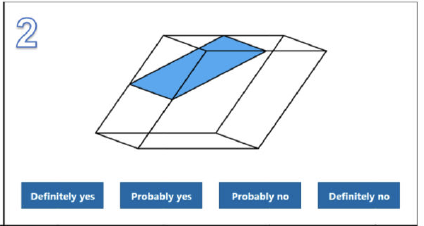 2
Definitely yes
Probably yes
Probably no
Definitely no